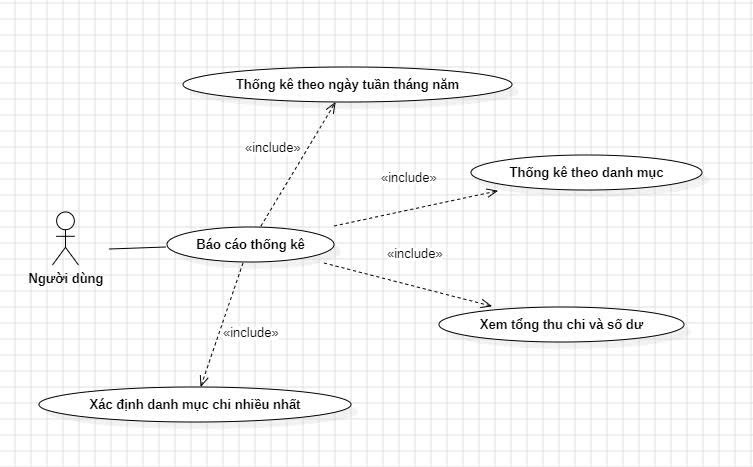 Thống kê theo ngày tuần tháng năm
«include»
Thống kê theo danh mục
«include»
Báo cáo thống kê
«include»
Người dùng
Xem tổng thu chi và số dư
«include»
Xác định danh mục chi nhiều nhất